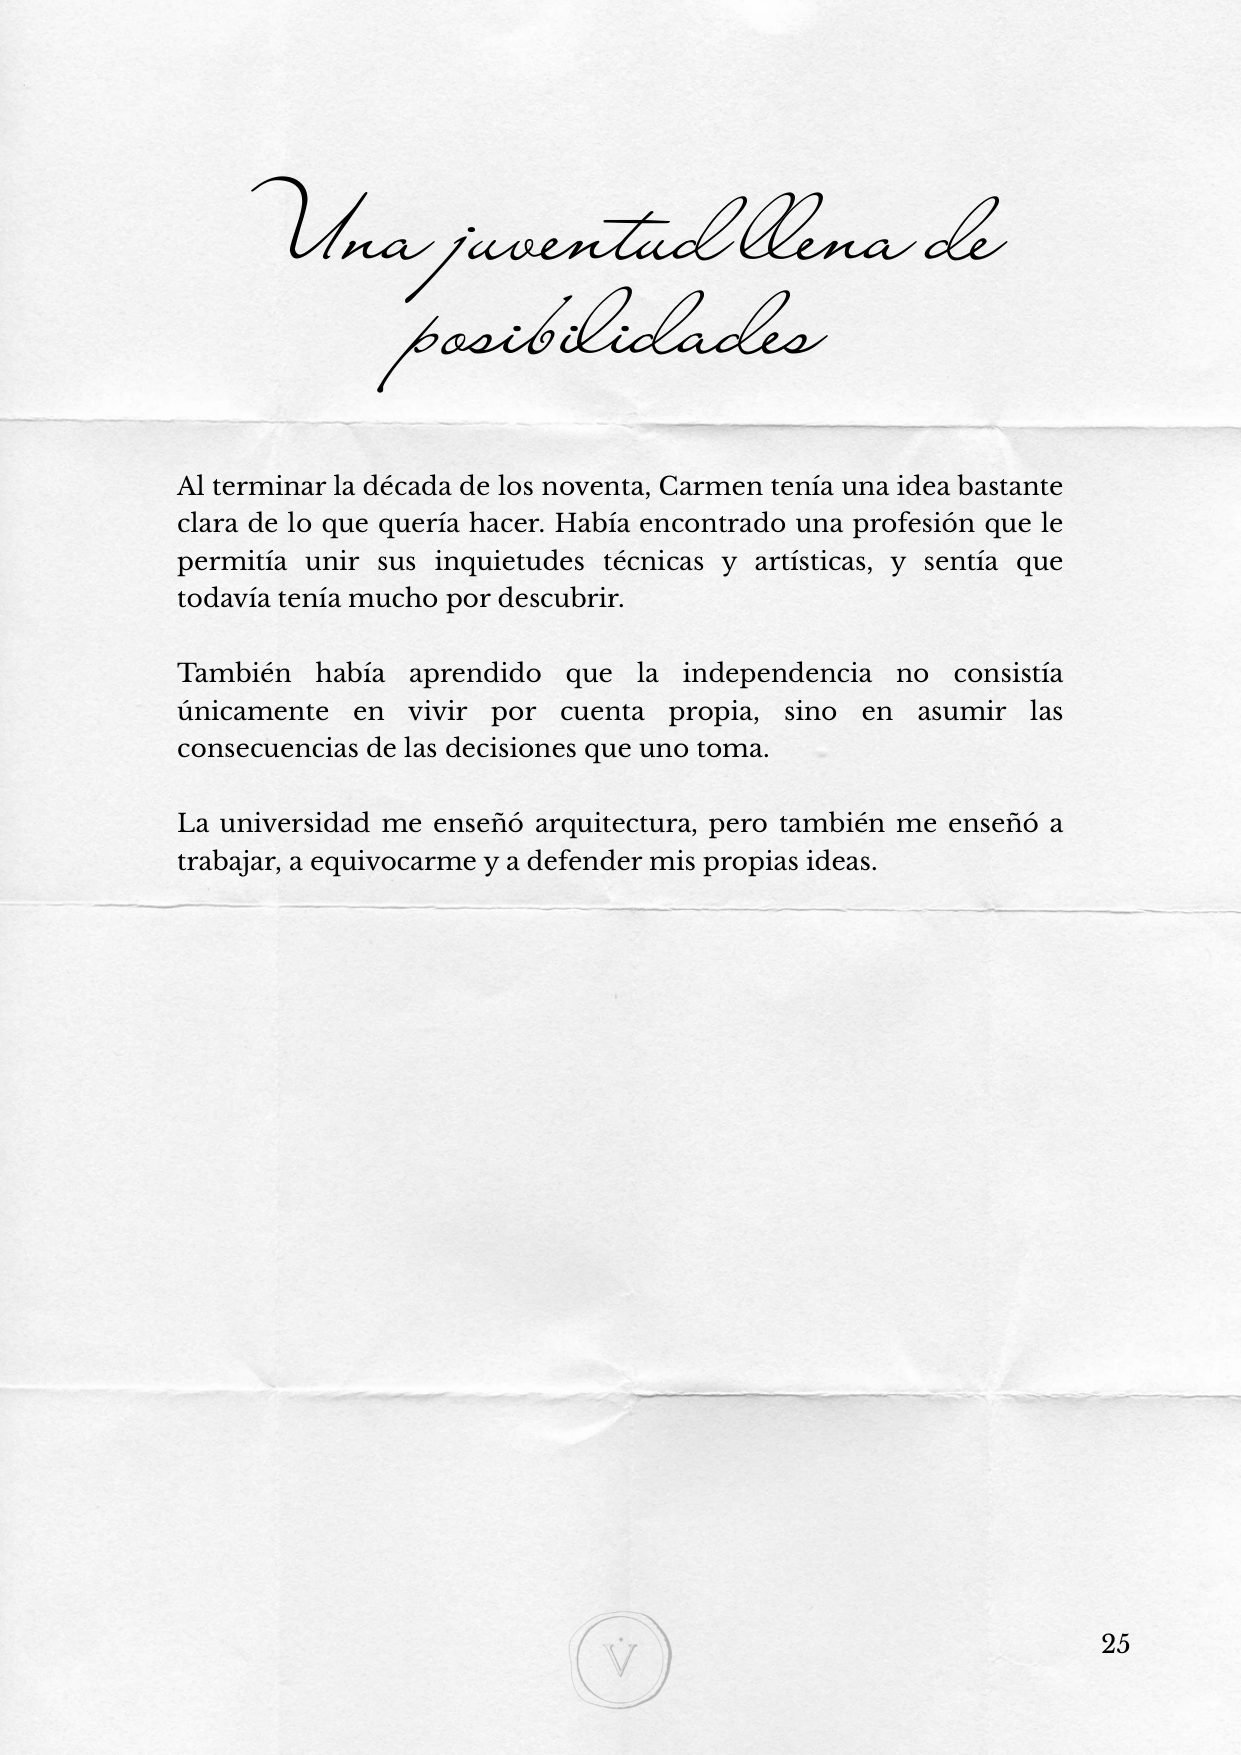 Una juventud llena de
posibilidades
Al terminar la década de los noventa, Carmen tenía una idea bastante
clara de lo que quería hacer. Había encontrado una profesión que le
permitía unir sus inquietudes técnicas y artísticas, y sentía que
todavía tenía mucho por descubrir.
También había aprendido que la independencia no consistía
únicamente en vivir por cuenta propia, sino en asumir las
consecuencias de las decisiones que uno toma.
La universidad me enseñó arquitectura, pero también me enseñó a
trabajar, a equivocarme y a defender mis propias ideas.
V
25